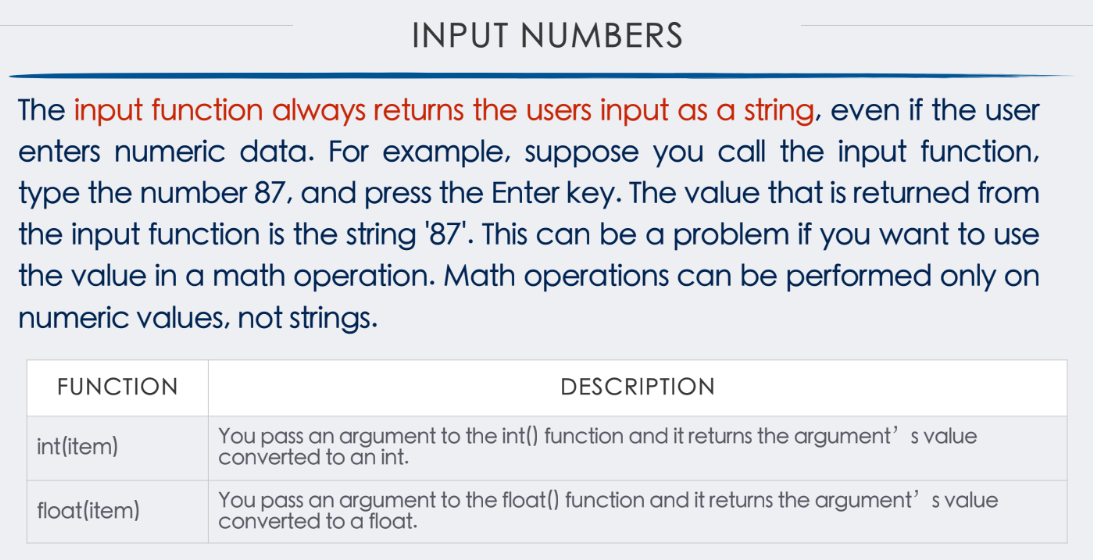 INPUT NUMBERS
The input function always returns the users input as a string, even if the user
enters numeric data. For example, suppose you call the input function,
type the number 87, and press the Enter key. The value that is returned from
the input function is the string '87'. This can be a problem if you want to use
the value in a math operation. Math operations can be performed only on
numeric values, not strings.
FUNCTION DESCRIPTION
int(item) You pass an argument to the int() function and it returns the argument’ s value
converted to an int.
float(item) You pass an argument to the float() function and it returns the argument’ s value
converted to a float.